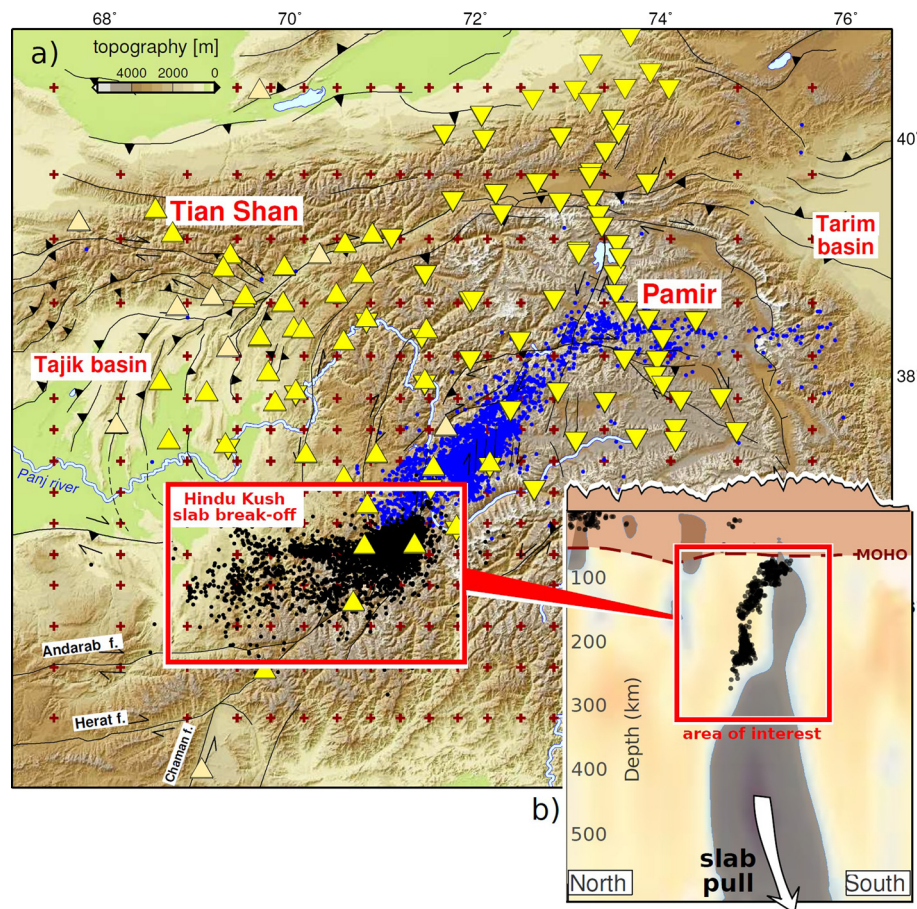 68° 70° 72° 74° 76°
a)
topography [m]
4000 2000 0
40°
Tian Shan
Tarim
basin
Pamir
Tajik basin
38
Panj river
Hindu Kush
slab break-off
MOHO
100
Andarab f.
200
300
area of interest
Herat f.
Depth (km)
Chaman f.
400
b)
500
slab
pull
North
South